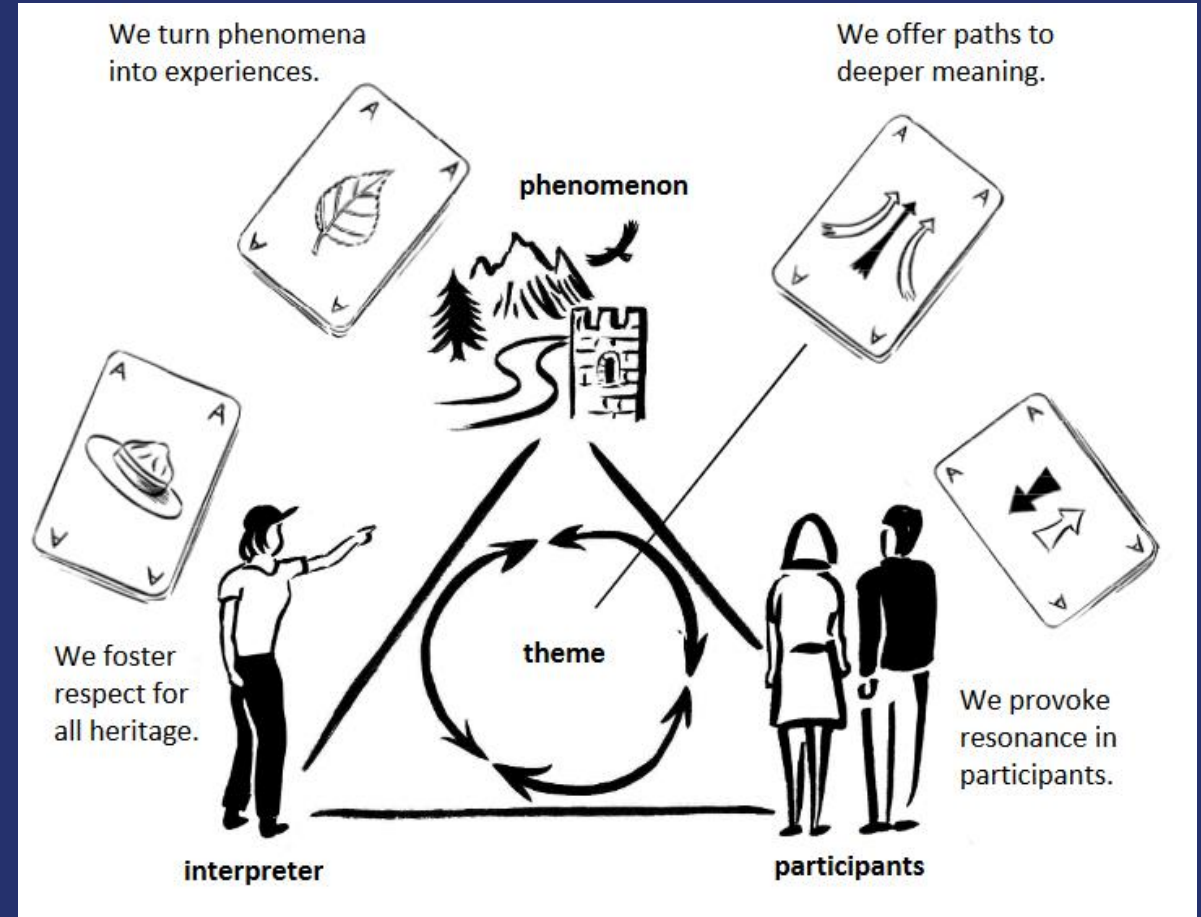 We turn phenomena
into experiences.
We offer paths to
deeper meaning.
A
A
A
A
phenomenon
A
A
A
A
A
A
A
A
A
A
A
A
theme
We foster
respect for
all heritage.
We provoke
resonance in
participants.
interpreter
participants